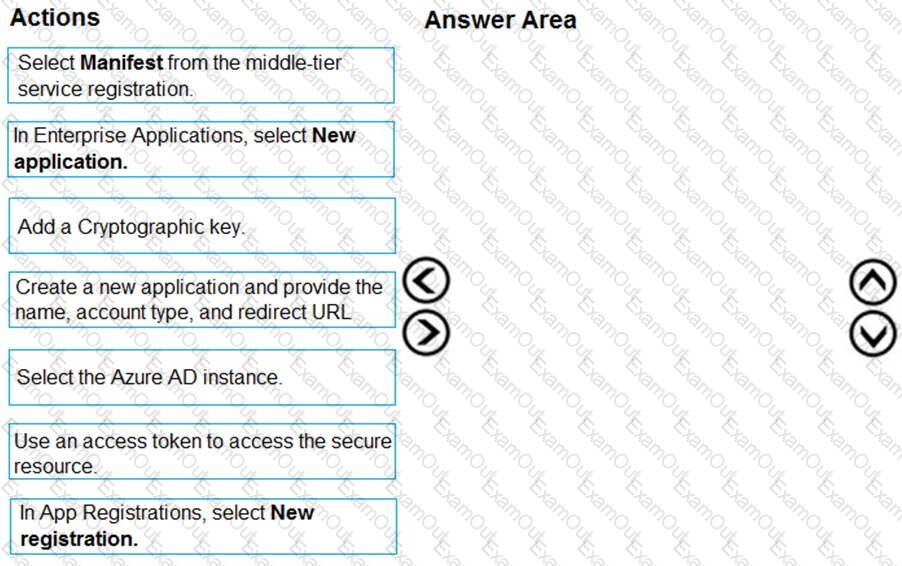 Actions
Answer Area
Select Manifest from the middle-tier
service registration.
In Enterprise Applications, select New
application.
Add a Cryptographic key.
Create a new application and provide the
name, account type, and redirect URL
Select the Azure AD instance.
Use an access token to access the secure
resource.
In App Registrations, select New
registration.